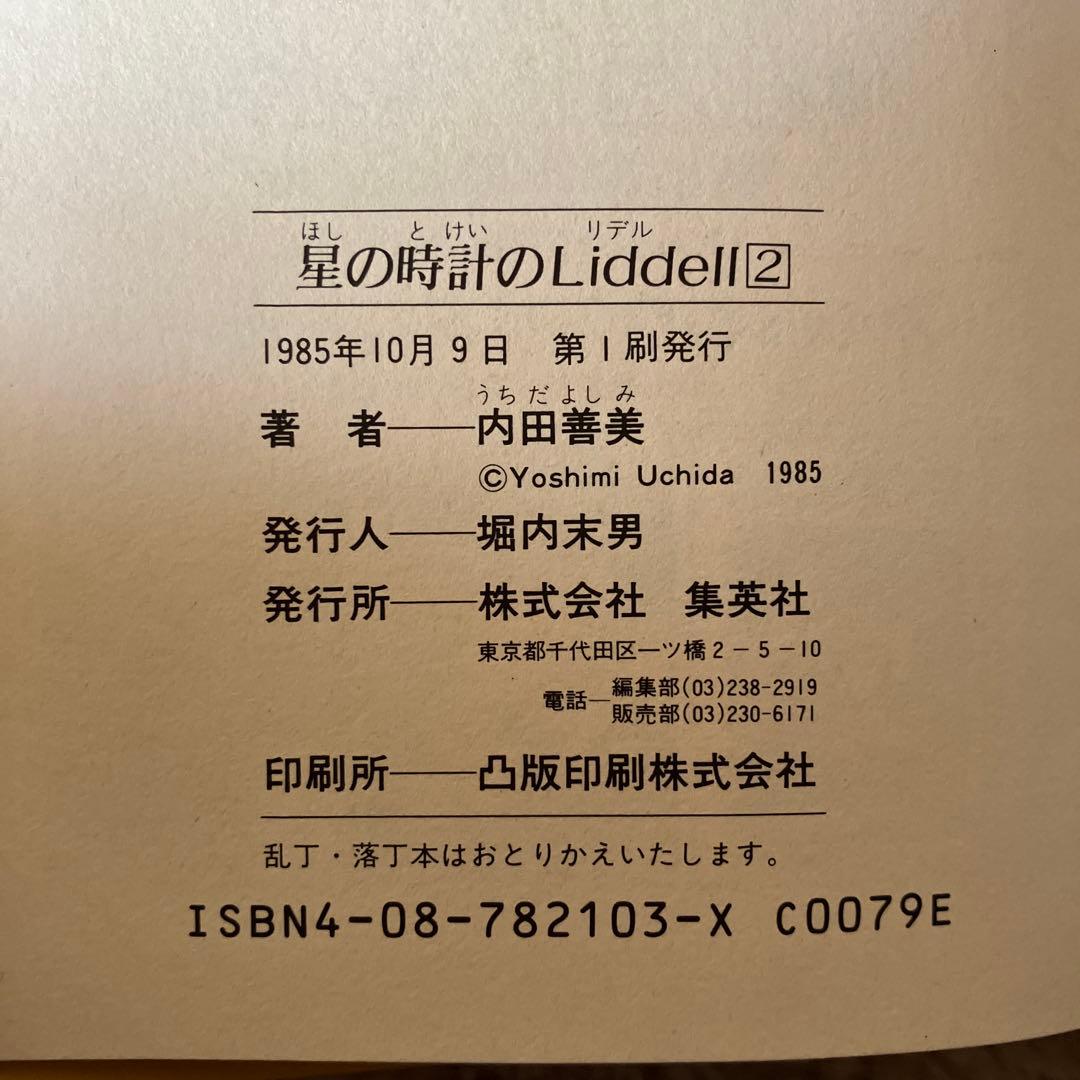 ほし と けい リデル
星の時計のLiddell2
1985年10月9日 第1刷発行
うち だ よし み
著 者――内田善美
©Yoshimi Uchida 1985
発行人――堀内末男
発行所――株式会社 集英社
東京都千代田区一ツ橋2-5-10
電話―編集部(03)238-2919
販売部(03)230-6171
印刷所――凸版印刷株式会社
乱丁・落丁本はおとりかえいたします。
ISBN4-08-782103-X C0079E